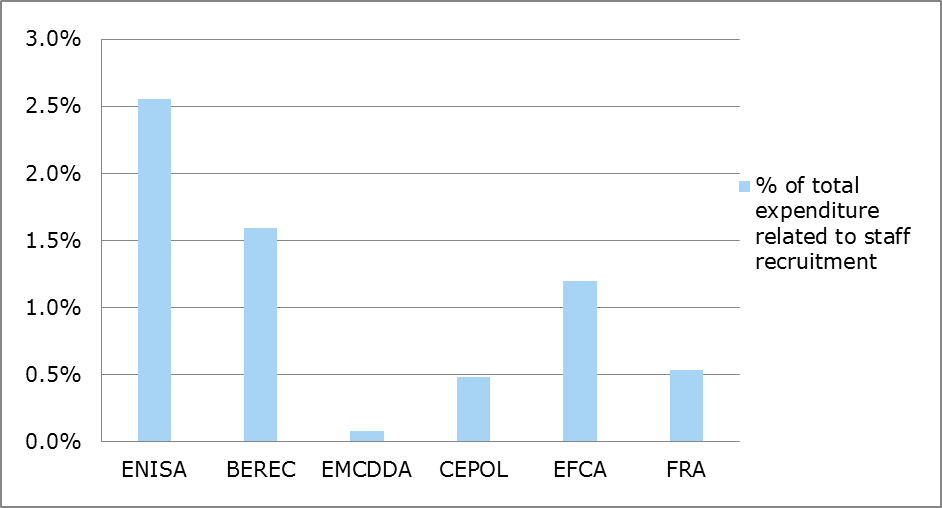 3.0%
2.5%
2.0%
1.5%
1.0%
0.5%
0.0%
ENISA BEREC EMCDDA CEPOL EFCA FRA
% of total
expenditure
related to staff
recruitment